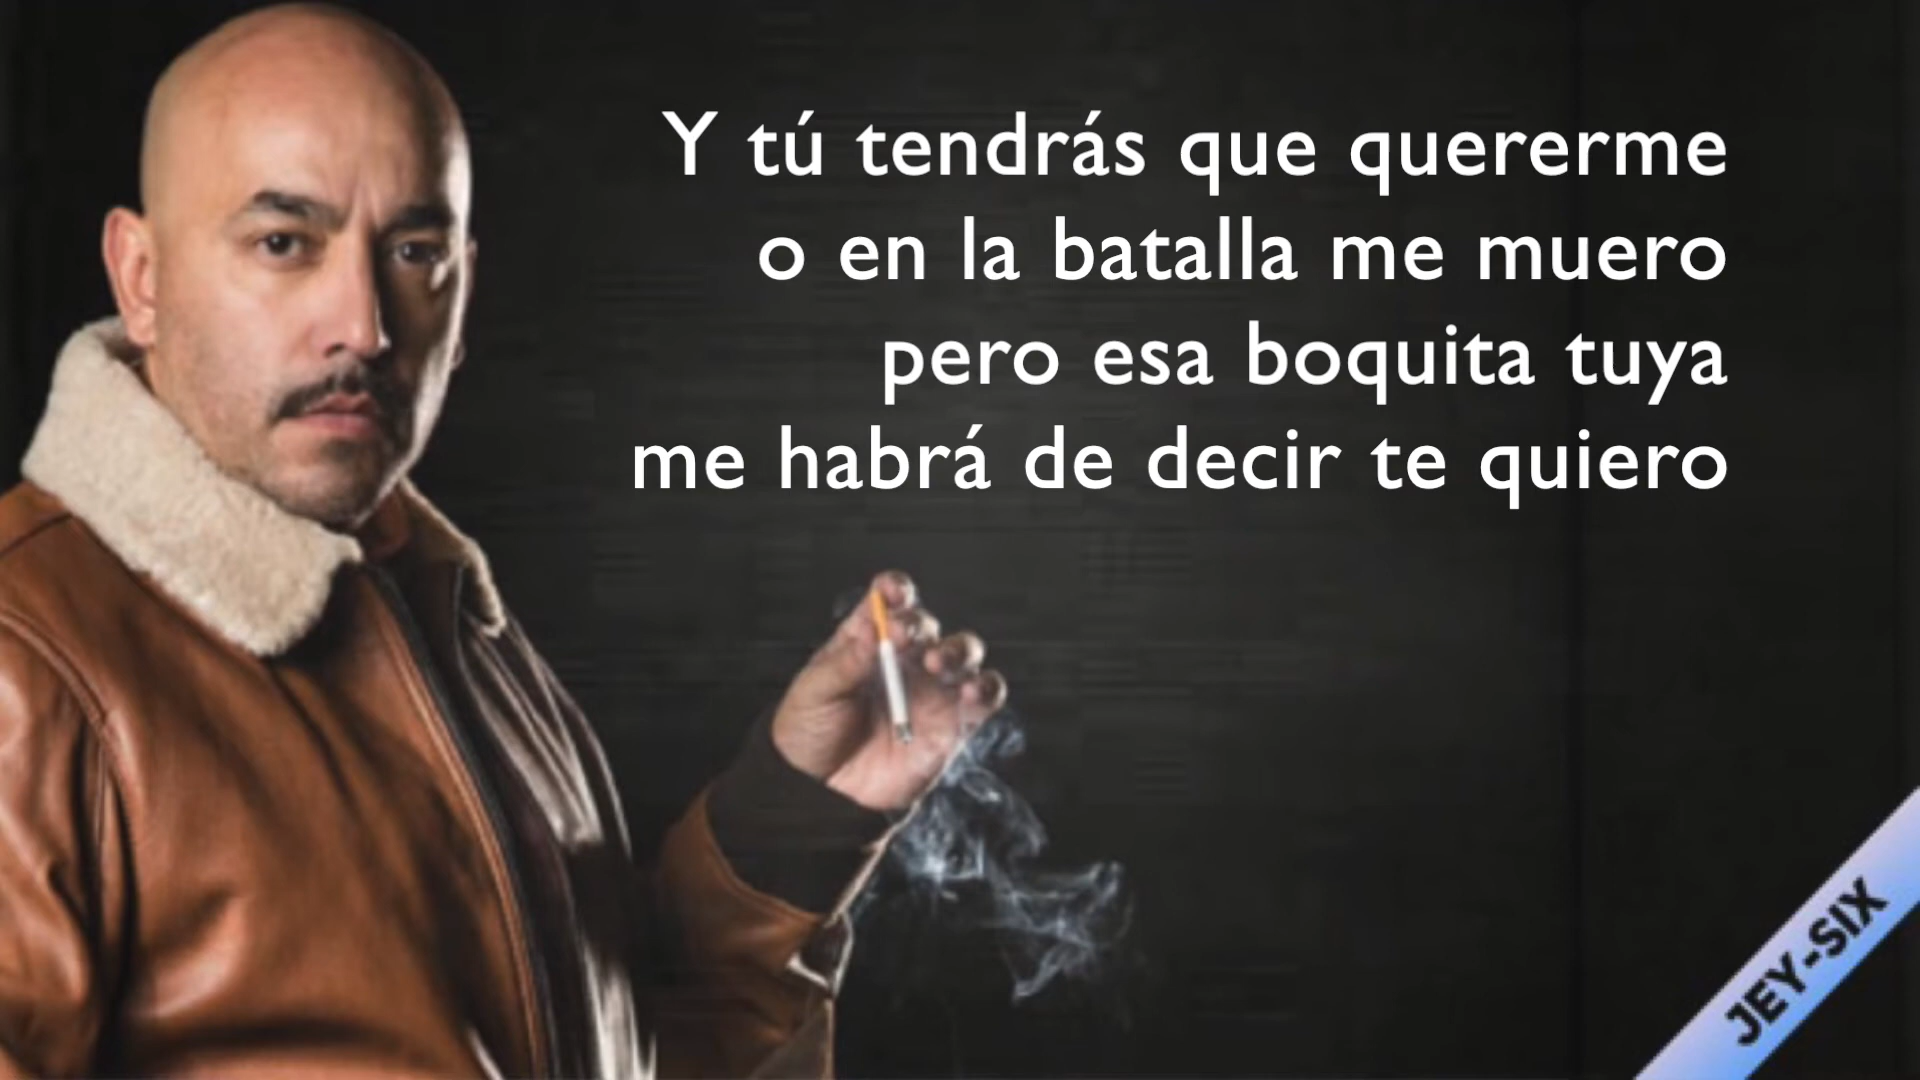 Y tú tendrás que quererme
o en la batalla me muero
pero esa boquita tuya
me habrá de decir te quiero
JEY-SIX